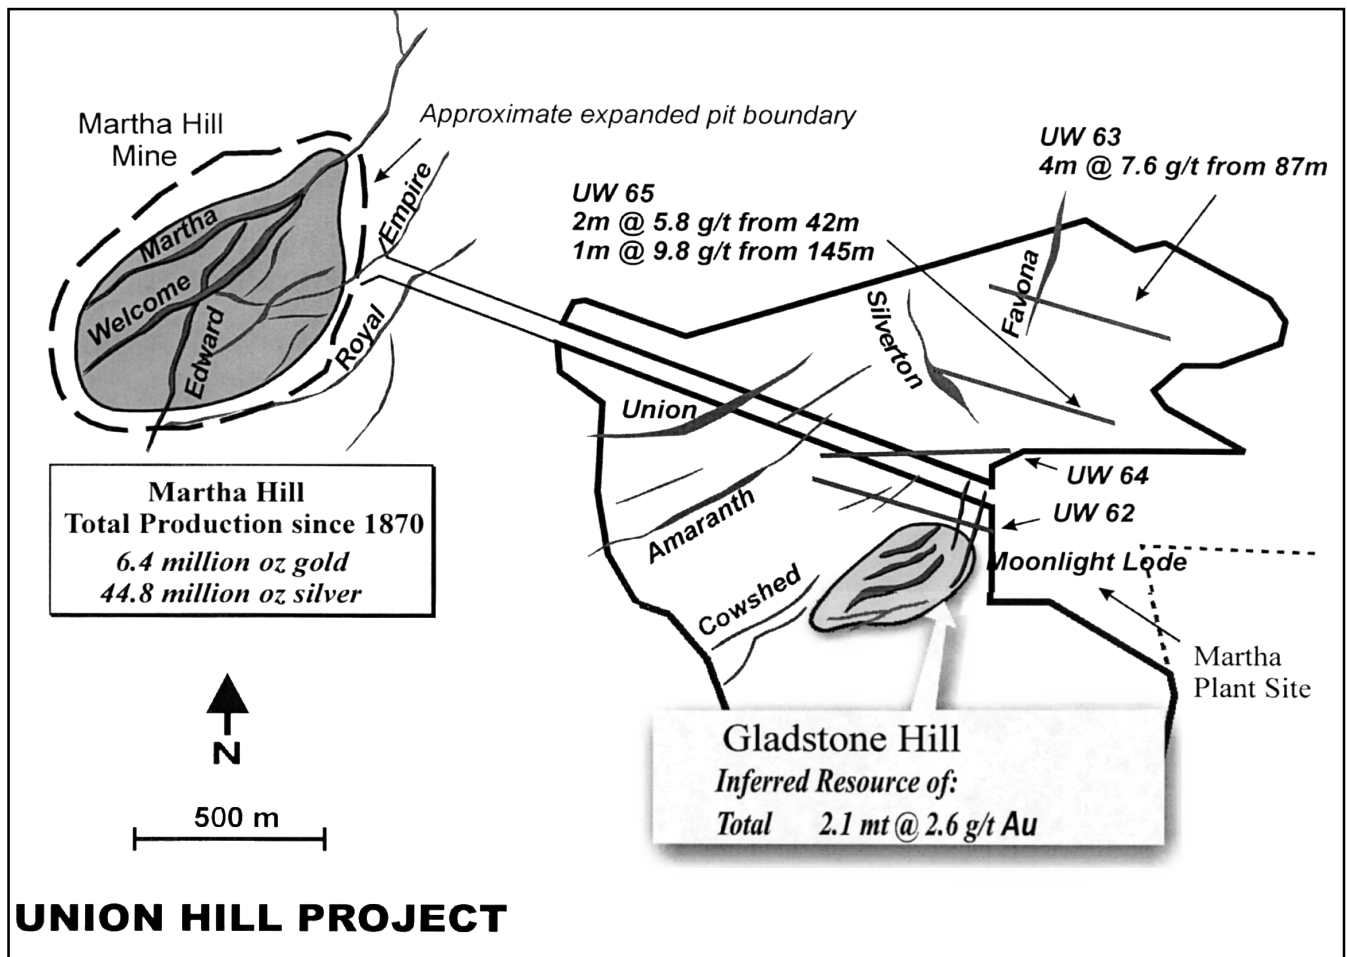 Martha Hill
Mine
Approximate expanded pit boundary
UW 63
4m @ 7.6 g/t from 87m
UW 65
2m @ 5.8 g/t from 42m
1m @ 9.8 g/t from 145m
Empire
Martha
Welcome
Edward
Royal
Favona
Silverton
Union
Amaranth
Cowshed
UW 64
UW 62
Moonlight Lode
Martha
Plant Site
Martha Hill
Total Production since 1870
6.4 million oz gold
44.8 million oz silver
N
500 m
Gladstone Hill
Inferred Resource of:
Total 2.1 mt @ 2.6 g/t Au
UNION HILL PROJECT